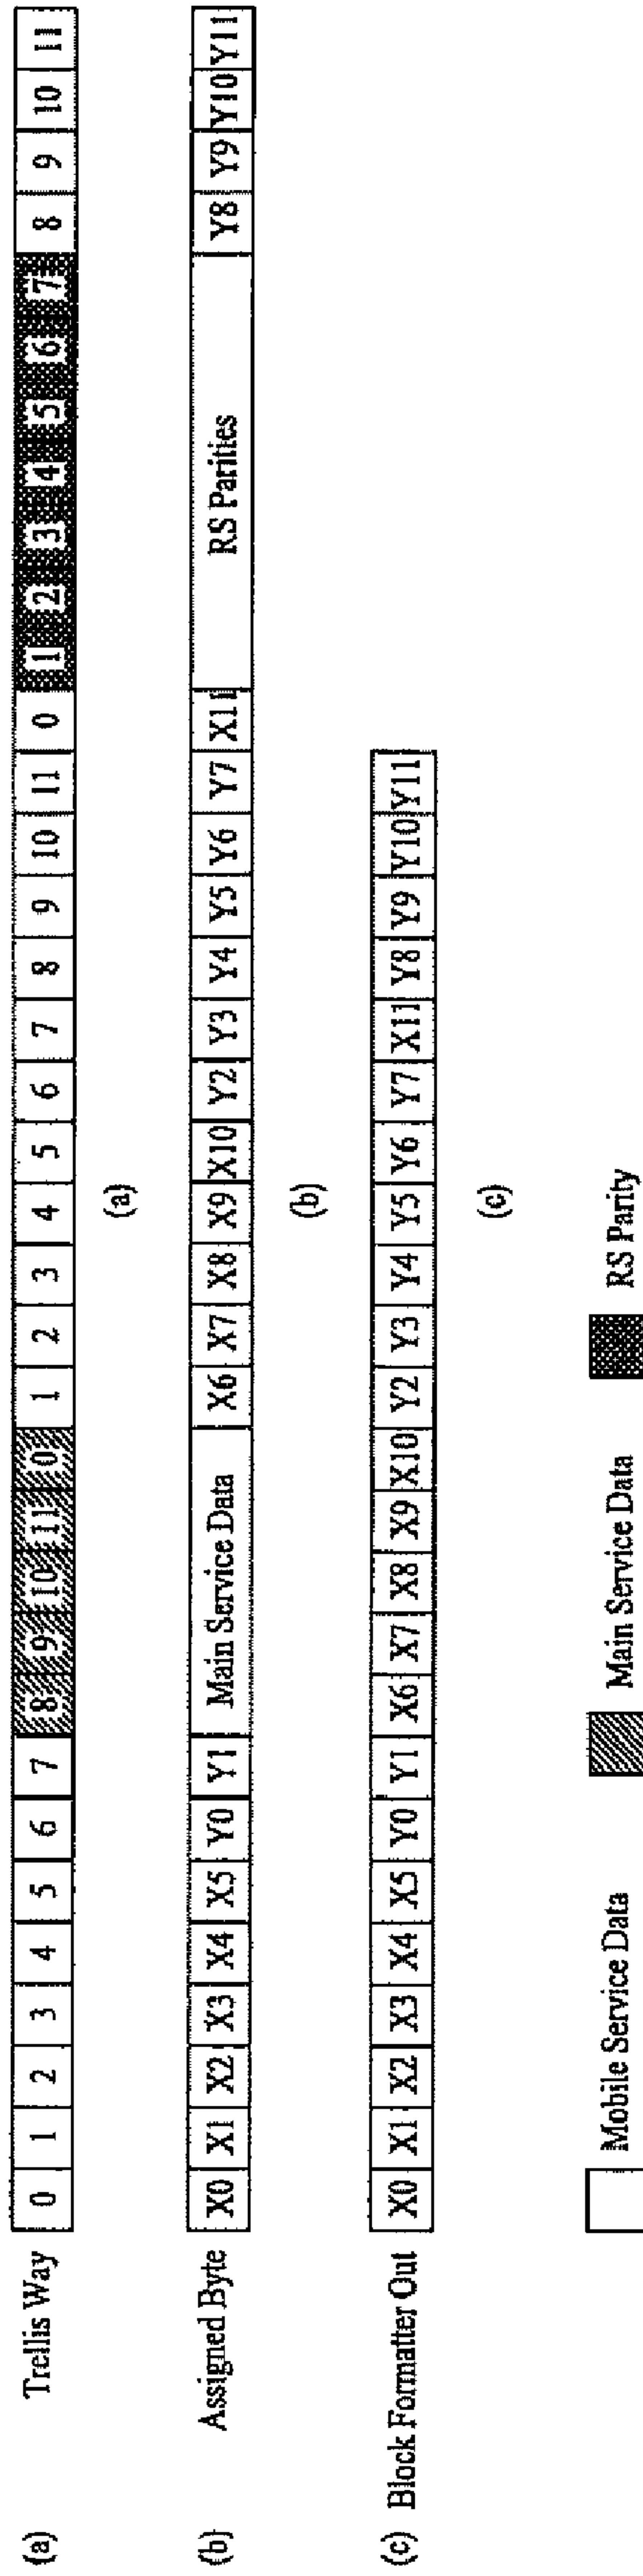 (a) Trellis Way 0 1 2 3 4 5 6 7 8 9 10 11 0 1 2 3 4 5 6 7 8 9 10 11 0 1 2 3 4 5 6 7 8 9 10 11
(a)
(b) Assigned Byte X0 X1 X2 X3 X4 X5 Y0 Y1 Main Service Data X6 X7 X8 X9 X10 Y2 Y3 Y4 Y5 Y6 Y7 X11 RS Parities Y8 Y9 Y10 Y11
(b)
(c) Block Formatter Out X0 X1 X2 X3 X4 X5 Y0 Y1 X6 X7 X8 X9 X10 Y2 Y3 Y4 Y5 Y6 Y7 X11 Y8 Y9 Y10 Y11
(c)
Mobile Service Data Main Service Data RS Parity